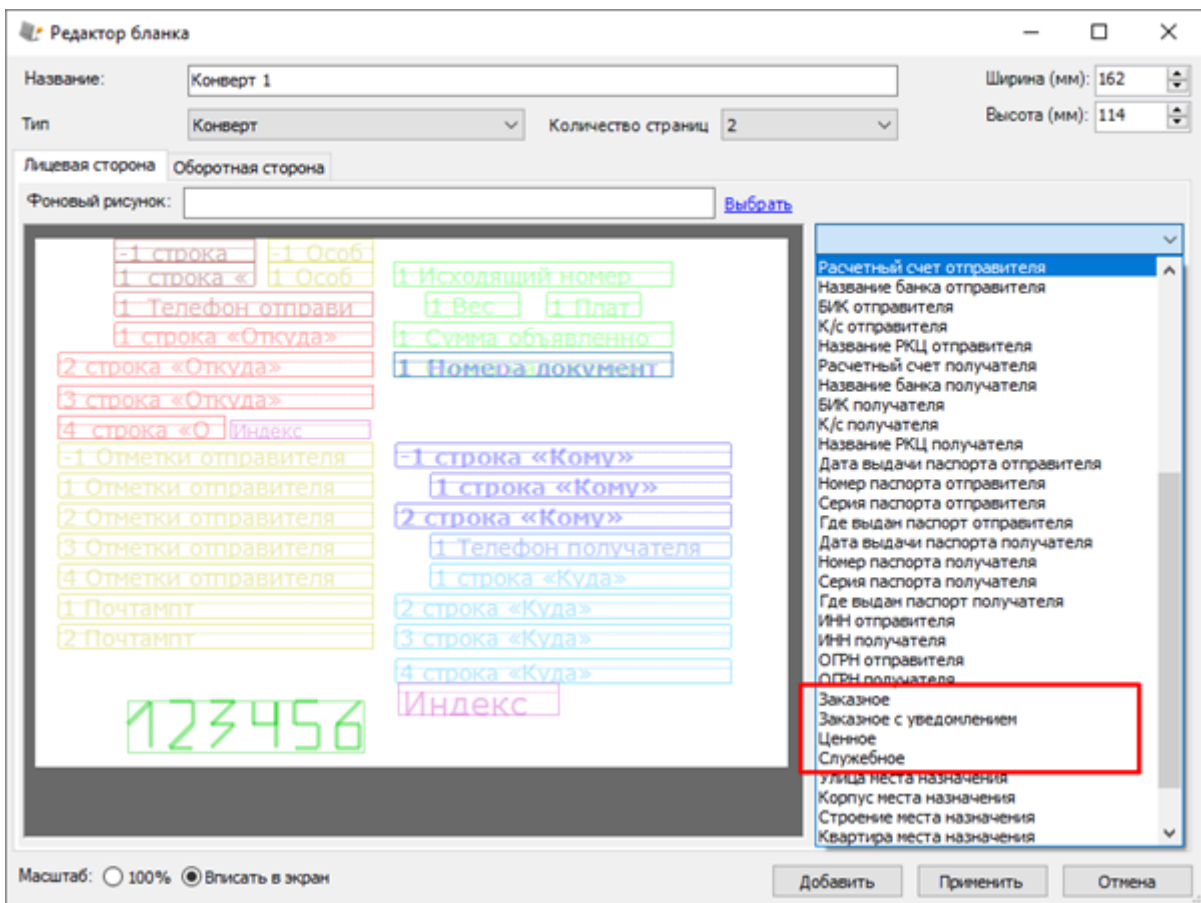 Редактор бланка
Название: Конверт 1 Ширина (мм): 162
Тип Конверт Количество страниц 2 Высота (мм): 114
Лицевая сторона Оборотная сторона
Фоновый рисунок: Выбрать
-1 строка -1 Особ
1 строка « 1 Особ
1 Исходящий номер
1 Телефон отправи
1 Вес 1 Плат
1 строка «Откуда»
1 Сумма объявленно
2 строка «Откуда»
1 Номера документ
3 строка «Откуда»
4 строка «О Индекс
-1 Отметки отправителя
1 Отметки отправителя
2 Отметки отправителя
3 Отметки отправителя
4 Отметки отправителя
1 Почтампт
2 Почтампт
-1 строка «Кому»
1 строка «Кому»
2 строка «Кому»
1 Телефон получателя
1 строка «Куда»
2 строка «Куда»
3 строка «Куда»
4 строка «Куда»
Индекс
123456
Расчетный счет отправителя
Название банка отправителя
БИК отправителя
К/с отправителя
Название РКЦ отправителя
Расчетный счет получателя
Название банка получателя
БИК получателя
К/с получателя
Название РКЦ получателя
Дата выдачи паспорта отправителя
Номер паспорта отправителя
Серия паспорта отправителя
Где выдан паспорт отправителя
Дата выдачи паспорта получателя
Номер паспорта получателя
Серия паспорта получателя
Где выдан паспорт получателя
ИНН отправителя
ИНН получателя
ОГРН отправителя
ОГРН получателя
Заказное
Заказное с уведомлением
Ценное
Служебное
Улица места назначения
Корпус места назначения
Строение места назначения
Квартира места назначения
Масштаб: 100% Вписать в экран
Добавить Применить Отмена